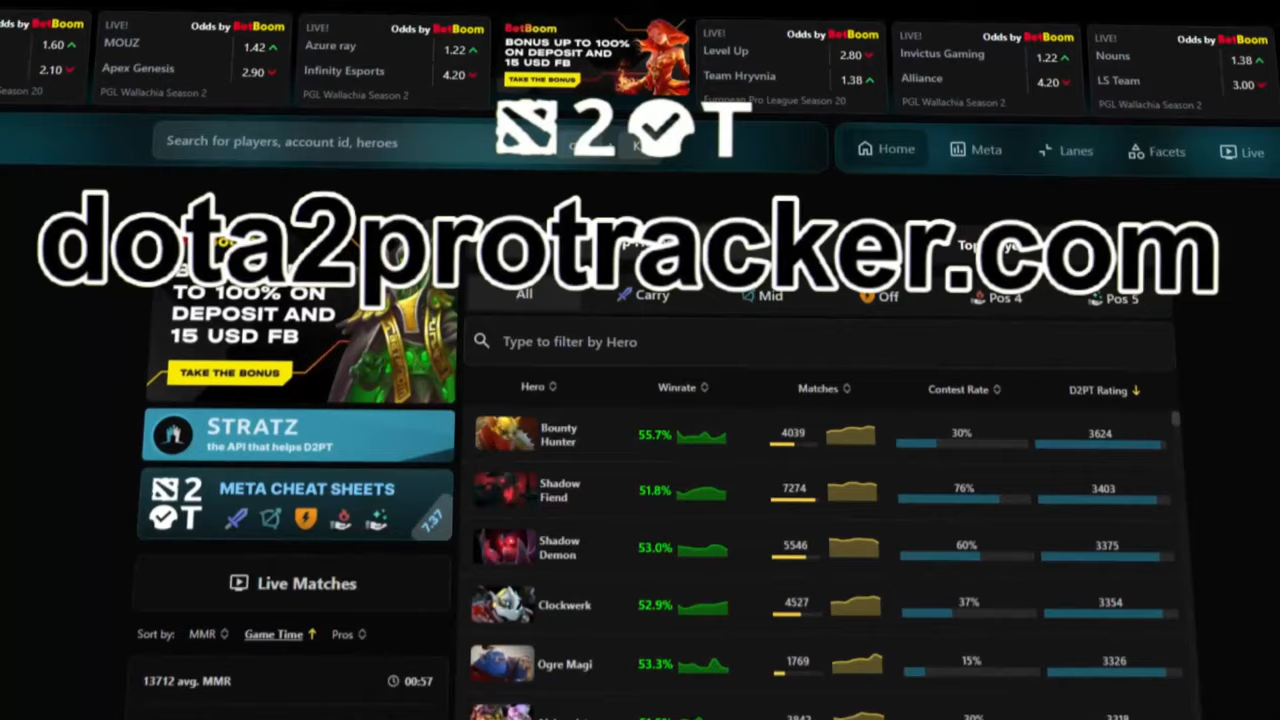 dds by BetBoom
1.60
2.10
Season 20
LIVE!
Odds by BetBoom
MOUZ
1.42
Apex Genesis
2.90
PGL Wallachia Season 2
LIVE!
Odds by BetBoom
Azure ray
1.22
Infinity Esports
4.20
PGL Wallachia Season 2
BetBoom
BONUS UP TO 100%
ON DEPOSIT AND
15 USD FB
TAKE THE BONUS
LIVE!
Odds by BetBoom
Level Up
2.80
Team Hryvnia
1.38
European Pro League Season 20
LIVE!
Odds by BetBoom
Invictus Gaming
1.22
Alliance
4.20
PGL Wallachia Season 2
LIVE!
Odds by BetBoom
Nouns
1.38
LS Team
3.00
PGL Wallachia Season 2
2 T
Search for players, account id, heroes
Home
Meta
Lanes
Facets
Live
dota2protracker.com
TO 100% ON
DEPOSIT AND
15 USD FB
TAKE THE BONUS
All
Carry
Mid
Off
Pos 4
Pos 5
Type to filter by Hero
STRATZ
the API that helps D2PT
2
T
META CHEAT SHEETS
7.37
Live Matches
Sort by: MMR Game Time Pros
13712 avg. MMR
00:57
Hero Winrate Matches Contest Rate D2PT Rating
Bounty
Hunter
55.7% 4039 30% 3624
Shadow
Fiend
51.8% 7274 76% 3403
Shadow
Demon
53.0% 5546 60% 3375
Clockwerk 52.9% 4527 37% 3354
Ogre Magi 53.3% 1769 15% 3326